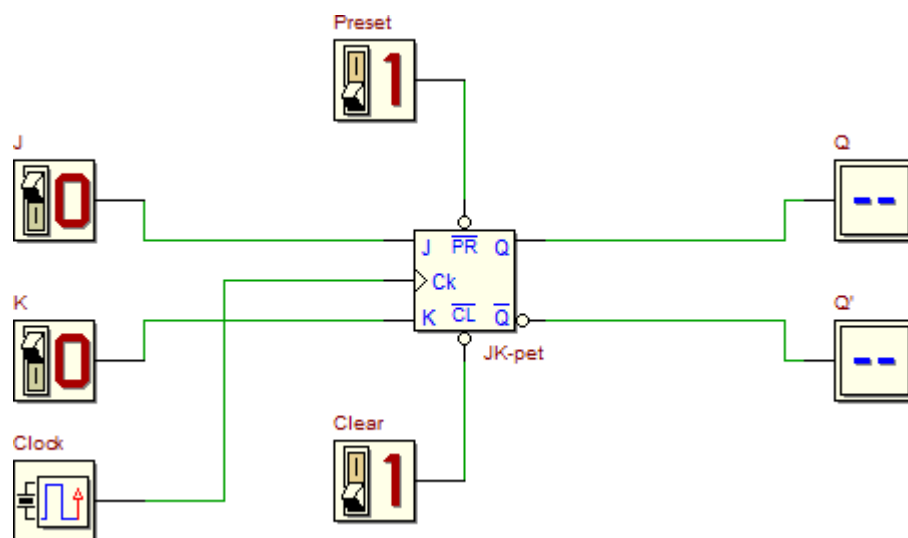 Preset
I 1
J
0 I
Q
--
J PR Q
Ck
K CL Q
JK-pet
K
0 I
Q'
--
Clear
I 1
Clock